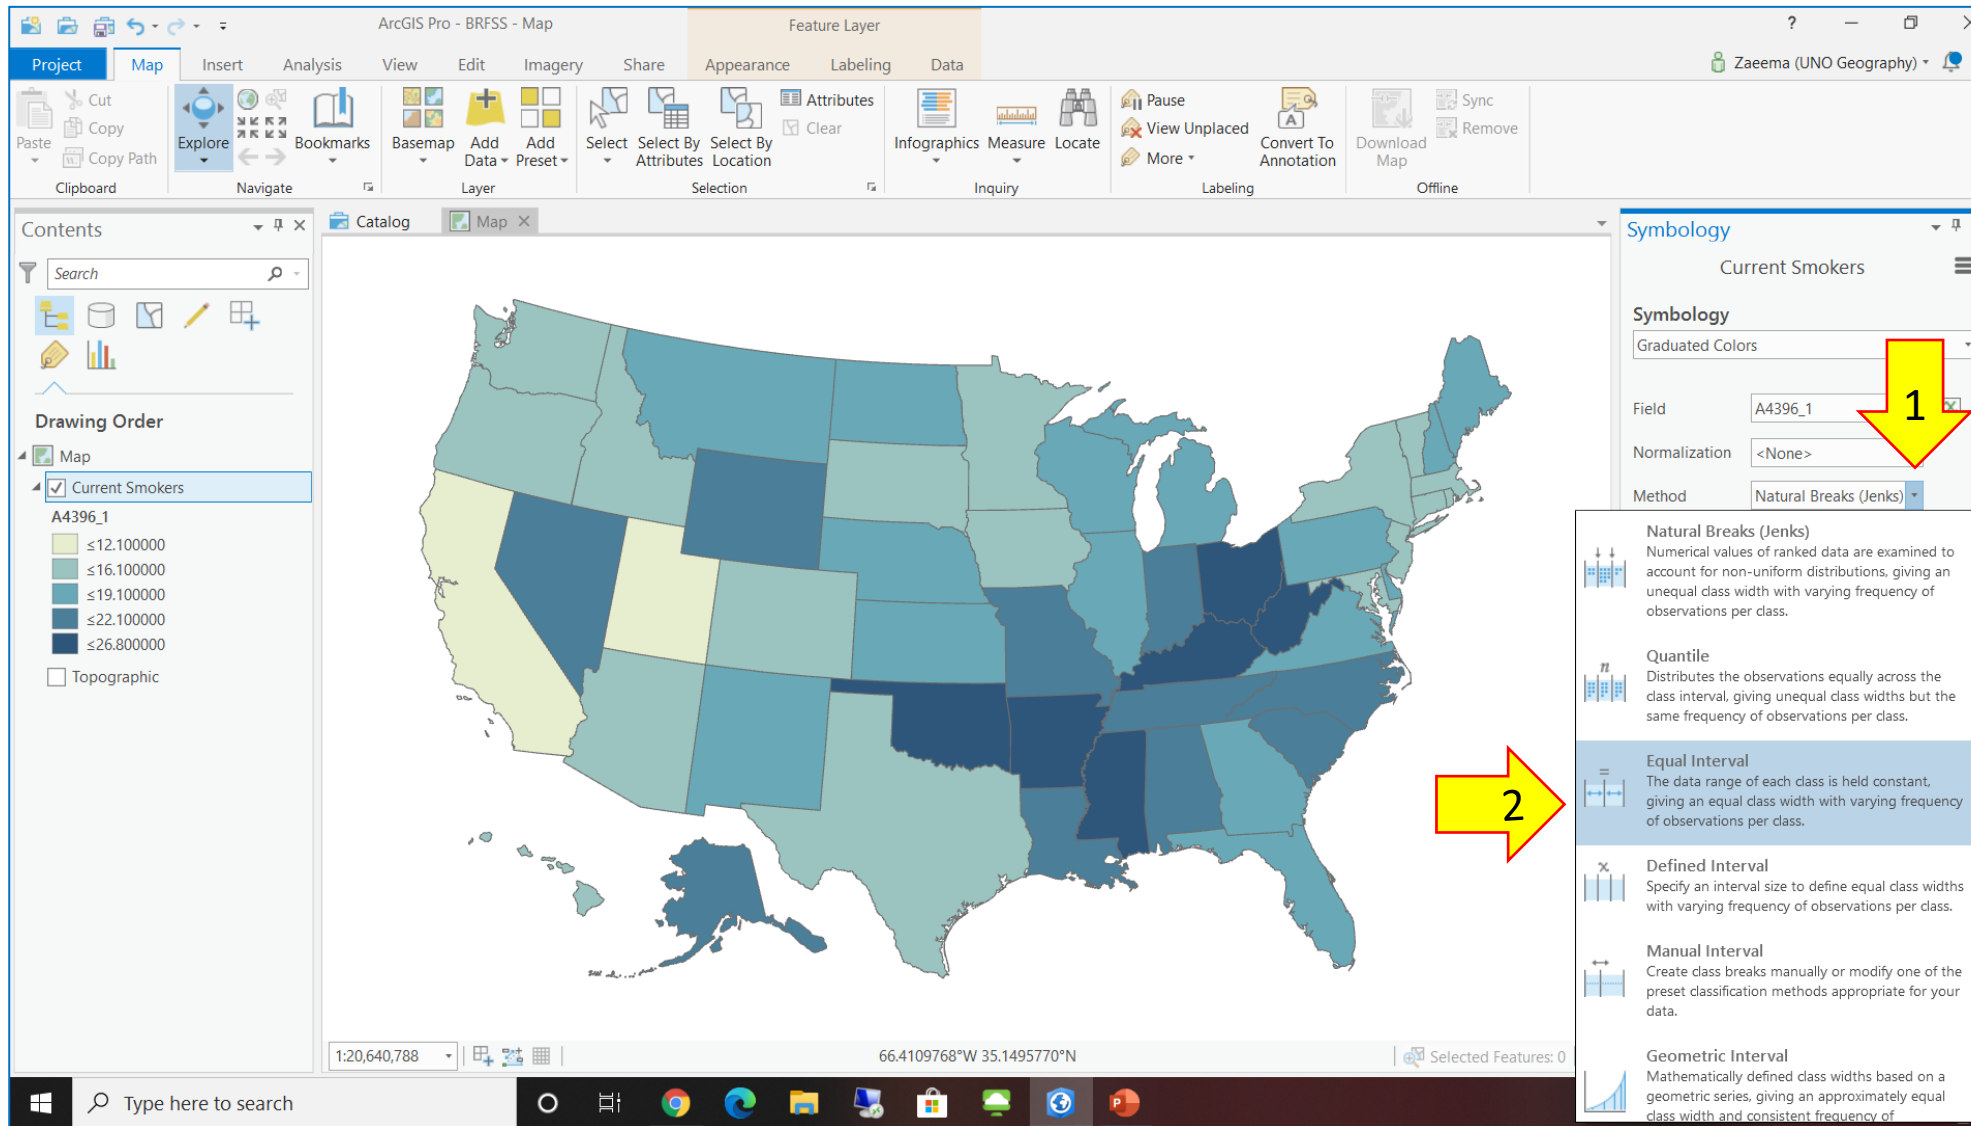 ArcGIS Pro - BRFSS - Map
Feature Layer
?
Project Map Insert Analysis View Edit Imagery Share Appearance Labeling Data
Zaeema (UNO Geography)
Paste
Cut
Copy
Copy Path
Clipboard
Explore
Bookmarks
Navigate
Basemap
Add
Data
Add
Preset
Layer
Select
Select By
Attributes
Select By
Location
Attributes
Clear
Selection
Infographics
Measure
Locate
Inquiry
Pause
View Unplaced
More
Convert To
Annotation
Labeling
Download
Map
Sync
Remove
Offline
Contents
Search
Drawing Order
Map
Current Smokers
A4396_1
≤12.100000
≤16.100000
≤19.100000
≤22.100000
≤26.800000
Topographic
Catalog
Map
1:20,640,788
66.4109768°W 35.1495770°N
Selected Features: 0
Symbology
Current Smokers
Symbology
Graduated Colors
Field
A4396_1
Normalization
<None>
Method
Natural Breaks (Jenks)
1
2
Natural Breaks (Jenks)
Numerical values of ranked data are examined to
account for non-uniform distributions, giving an
unequal class width with varying frequency of
observations per class.
n
Quantile
Distributes the observations equally across the
class interval, giving unequal class widths but the
same frequency of observations per class.
=
Equal Interval
The data range of each class is held constant,
giving an equal class width with varying frequency
of observations per class.
x
Defined Interval
Specify an interval size to define equal class widths
with varying frequency of observations per class.
Manual Interval
Create class breaks manually or modify one of the
preset classification methods appropriate for your
data.
Geometric Interval
Mathematically defined class widths based on a
geometric series, giving an approximately equal
class width and consistent frequency of
Type here to search